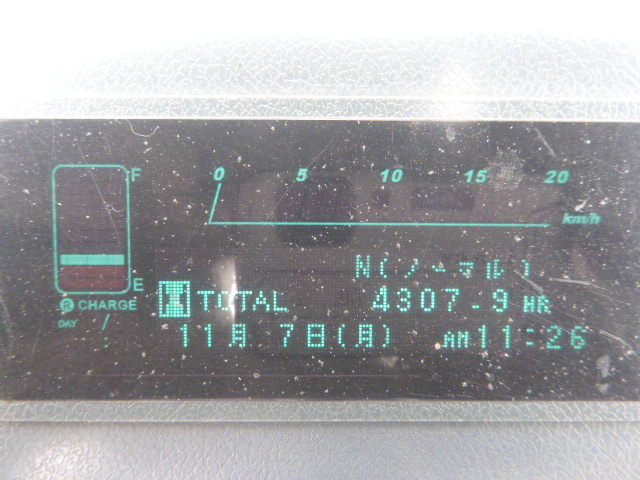 F
0 5 10 15 20
km/h
E
N(ノーマル)
R CHARGE
TOTAL 4307.9 HR
DAY /
11月 7日(月) AM11:26